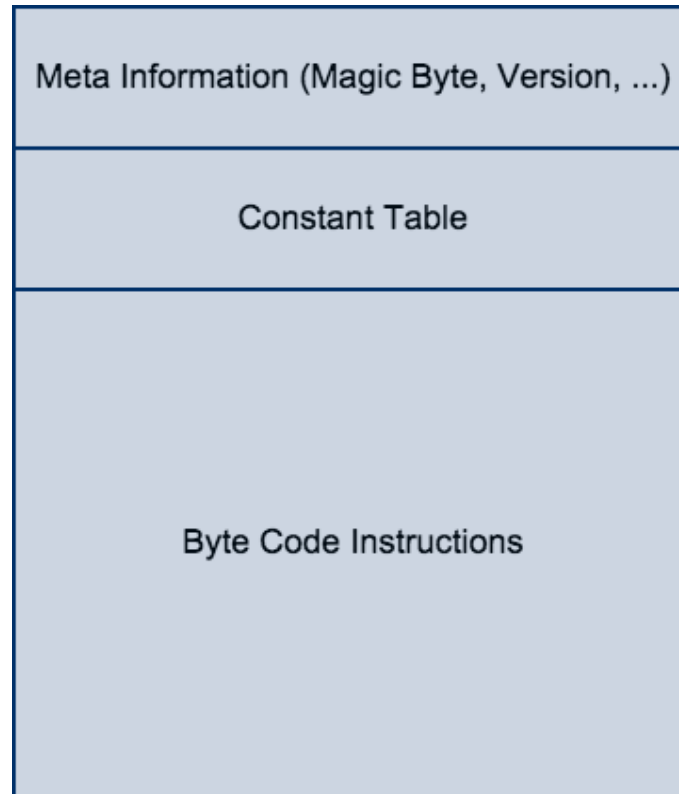 Meta Information (Magic Byte, Version, ...)
Constant Table
Byte Code Instructions